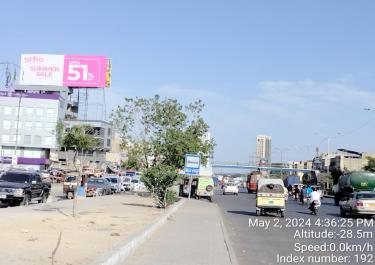 SUMMER
SALE
UPTO
51%
May 2, 2024 4:36:25 PM
Altitude:-28.5m
Speed:0.0km/h
Index number: 192